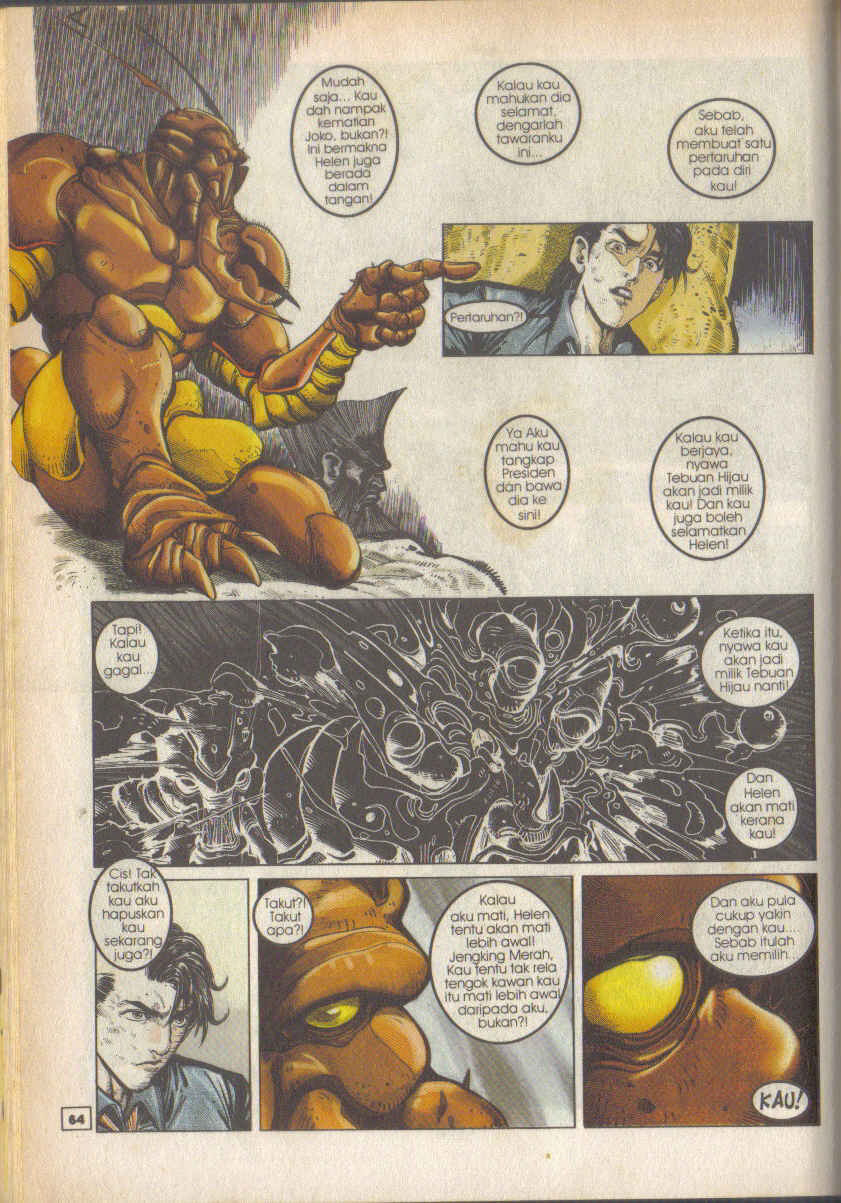 Mudah
saja... Kau
dah nampak
kematian
Joko, bukan?!
Ini bermakna
Helen juga
berada
dalam
tangan!
Kalau kau
mahukan dia
selamat,
dengarlah
tawaranku
ini...
Sebab,
aku telah
membuat satu
pertaruhan
pada diri
kau!
Pertaruhan?!
Ya Aku
mahu kau
tangkap
Presiden
dan bawa
dia ke
sini!
Kalau kau
berjaya,
nyawa
Tebuan Hijau
akan jadi milik
kau! Dan kau
juga boleh
selamatkan
Helen!
Tapi!
Kalau
kau
gagal...
Ketika itu,
nyawa kau
akan jadi
milik Tebuan
Hijau nanti!
Dan
Helen
akan mati
kerana
kau!
Cis! Tak
takutkah
kau aku
hapuskan
kau
sekarang
juga?!
Takut?!
Takut
apa?!
Kalau
aku mati, Helen
tentu akan mati
lebih awal!
Jengking Merah,
Kau tentu tak rela
tengok kawan kau
itu mati lebih awal
daripada aku,
bukan?!
Dan aku pula
cukup yakin
dengan kau....
Sebab itulah
aku memilih...
KAU!
64